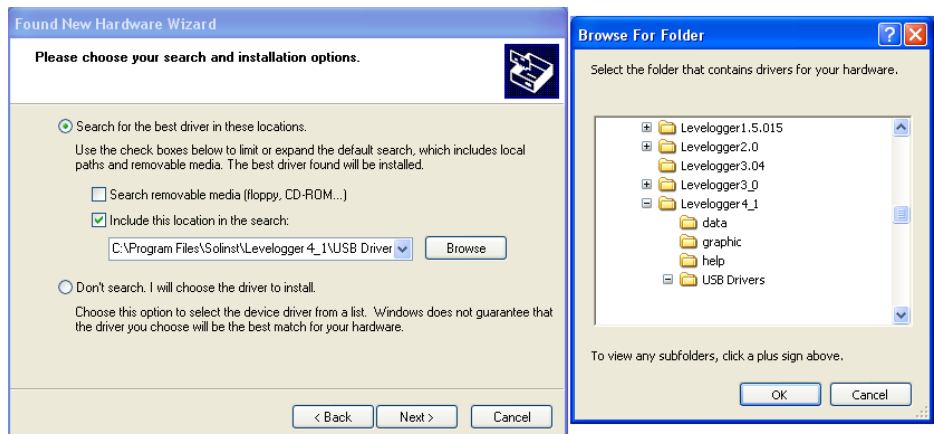 Found New Hardware Wizard
Please choose your search and installation options.
Search for the best driver in these locations.
Use the check boxes below to limit or expand the default search, which includes local
paths and removable media. The best driver found will be installed.
Search removable media (floppy, CD-ROM...)
Include this location in the search:
C:\Program Files\Solinst\Levelogger 4_1\USB Driver
Browse
Don't search. I will choose the driver to install.
Choose this option to select the device driver from a list. Windows does not guarantee that
the driver you choose will be the best match for your hardware.
< Back
Next >
Cancel
Browse For Folder
Select the folder that contains drivers for your hardware.
Levelogger1.5.015
Levelogger2.0
Levelogger3.04
Levelogger3_0
Levelogger4_1
data
graphic
help
USB Drivers
To view any subfolders, click a plus sign above.
OK
Cancel